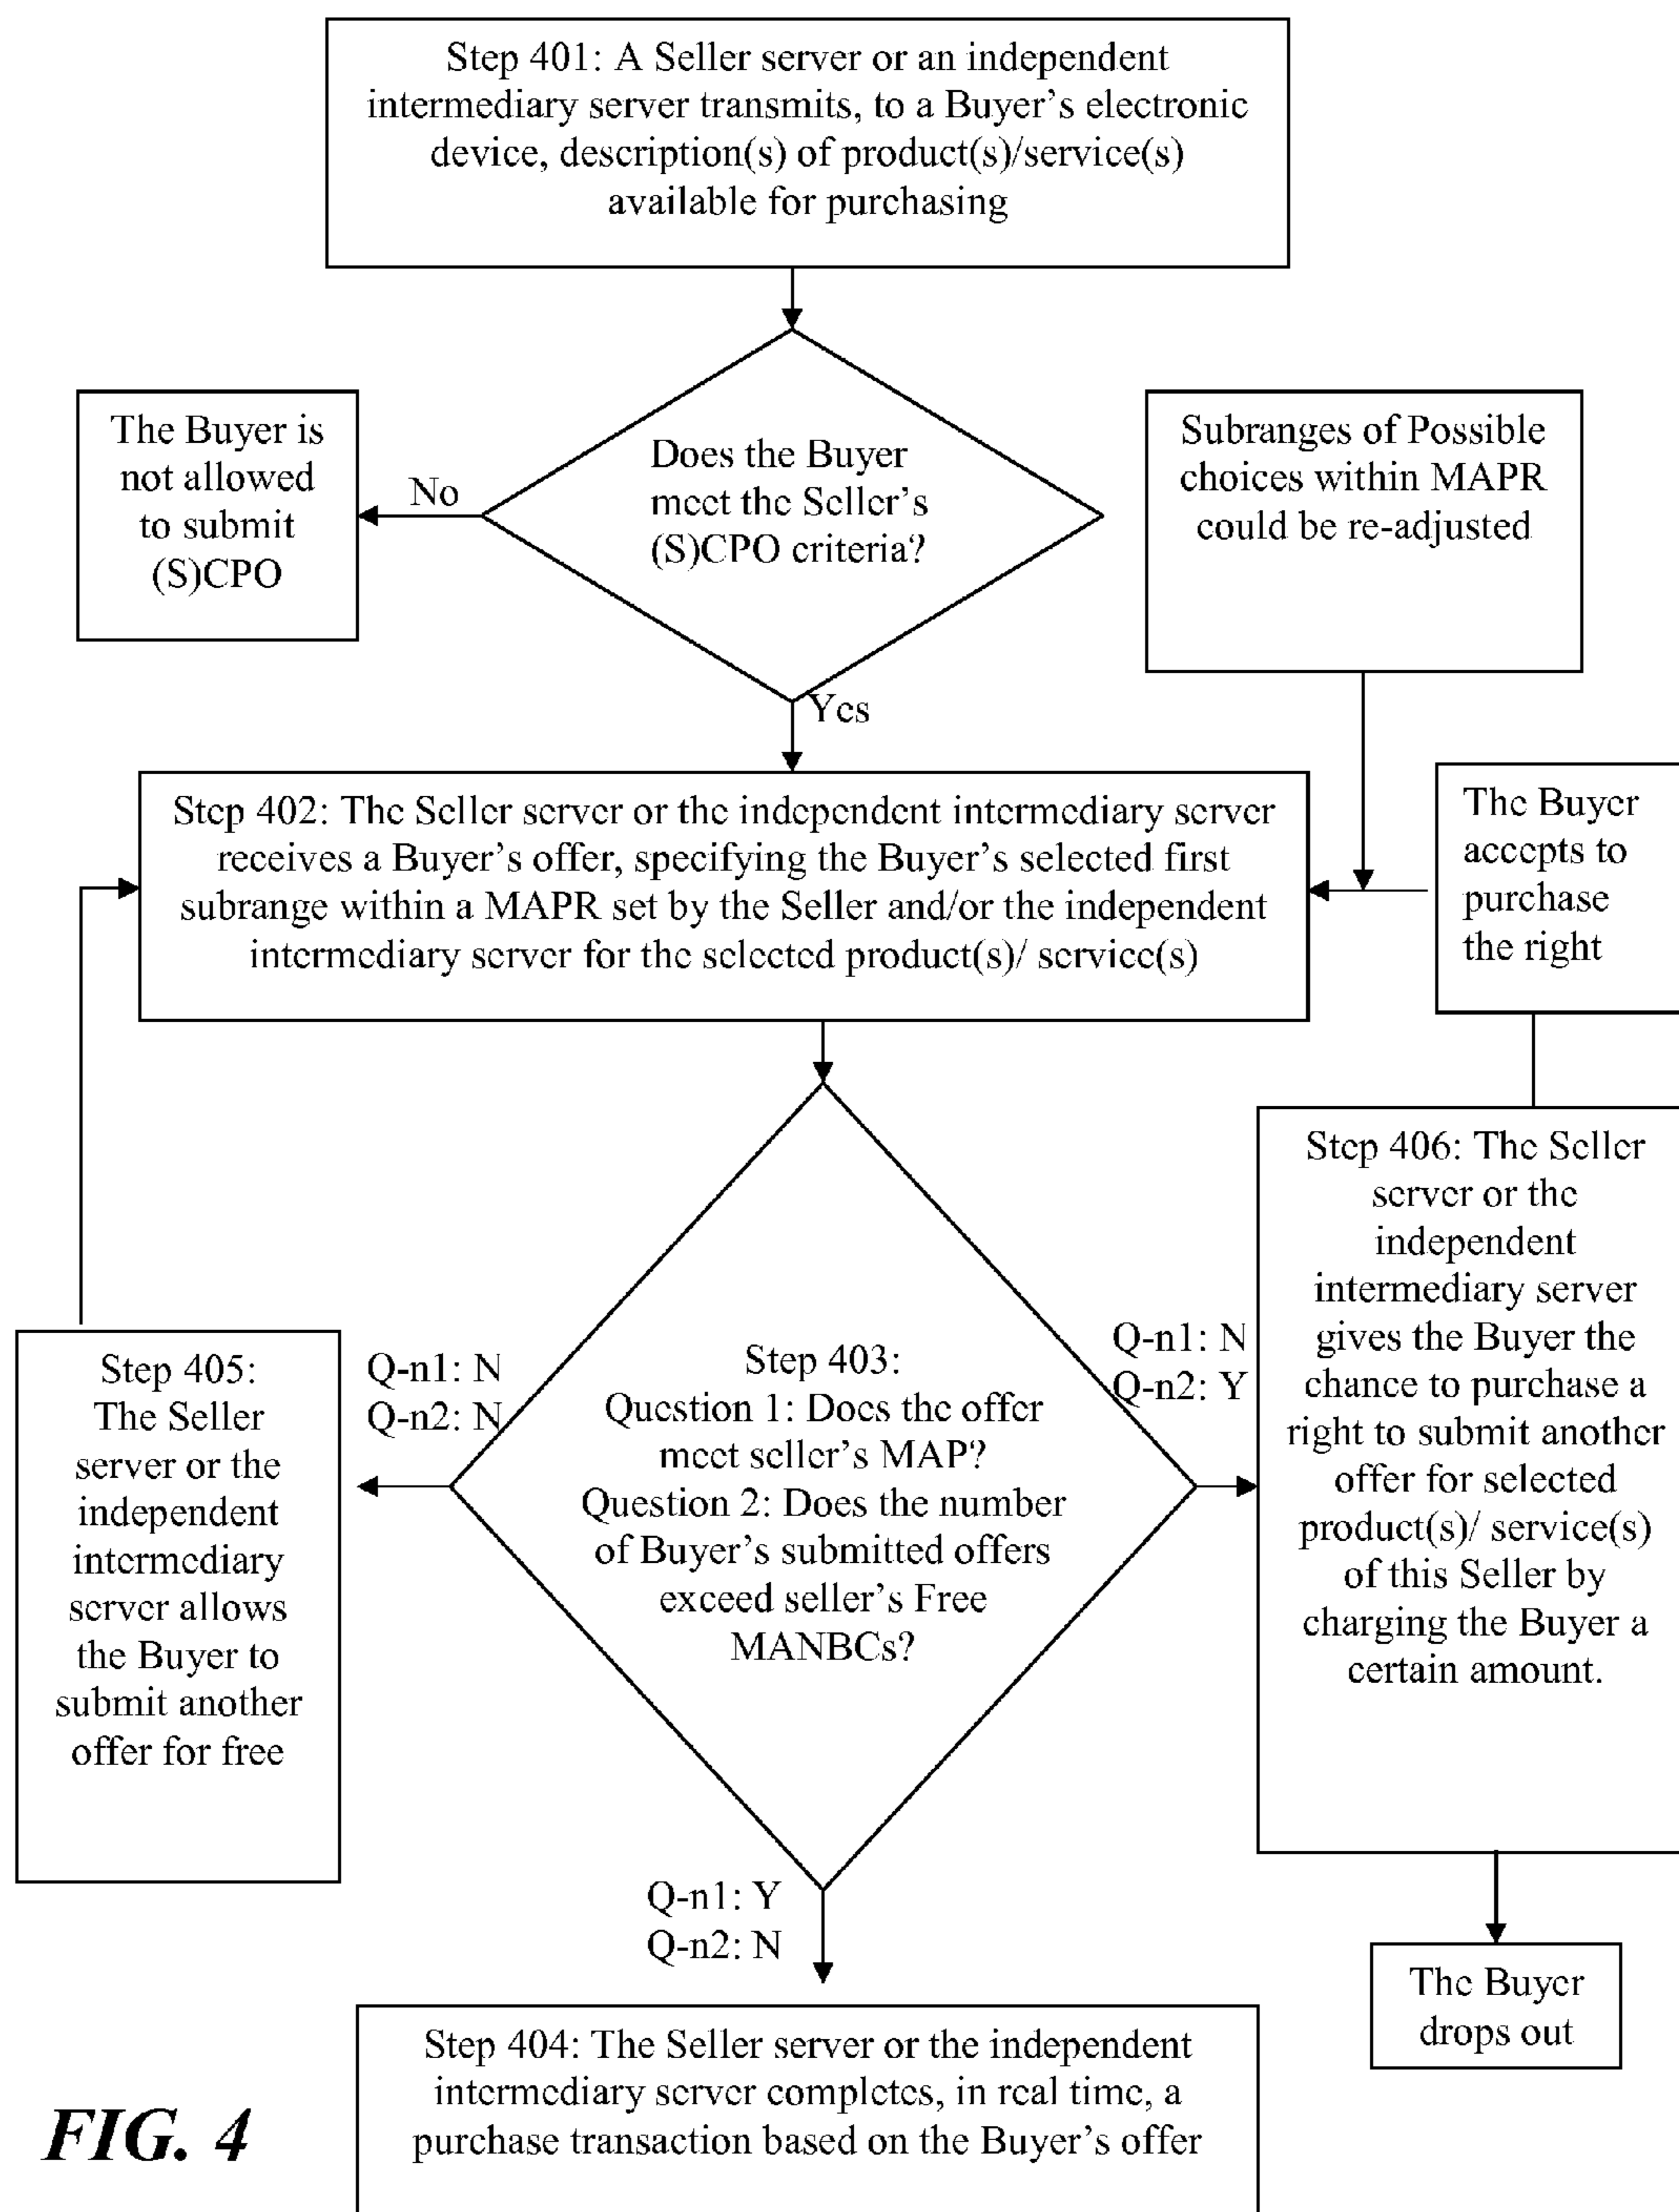 Step 401: A Seller server or an independent
intermediary server transmits, to a Buyer's electronic
device, description(s) of product(s)/service(s)
available for purchasing
The Buyer is
not allowed
to submit
(S)CPO
No
Does the Buyer
meet the Seller's
(S)CPO criteria?
Subranges of Possible
choices within MAPR
could be re-adjusted
Yes
Step 402: The Seller server or the independent intermediary server
receives a Buyer's offer, specifying the Buyer's selected first
subrange within a MAPR set by the Seller and/or the independent
intermediary server for the selected product(s)/ service(s)
The Buyer
accepts to
purchase
the right
Step 405:
The Seller
server or the
independent
intermediary
server allows
the Buyer to
submit another
offer for free
Q-n1: N
Q-n2: N
Step 403:
Question 1: Does the offer
meet seller's MAP?
Question 2: Does the number
of Buyer's submitted offers
exceed seller's Free
MANBCs?
Q-n1: N
Q-n2: Y
Step 406: The Seller
server or the
independent
intermediary server
gives the Buyer the
chance to purchase a
right to submit another
offer for selected
product(s)/ service(s)
of this Seller by
charging the Buyer a
certain amount.
Q-n1: Y
Q-n2: N
The Buyer
drops out
Step 404: The Seller server or the independent
intermediary server completes, in real time, a
purchase transaction based on the Buyer's offer
FIG. 4